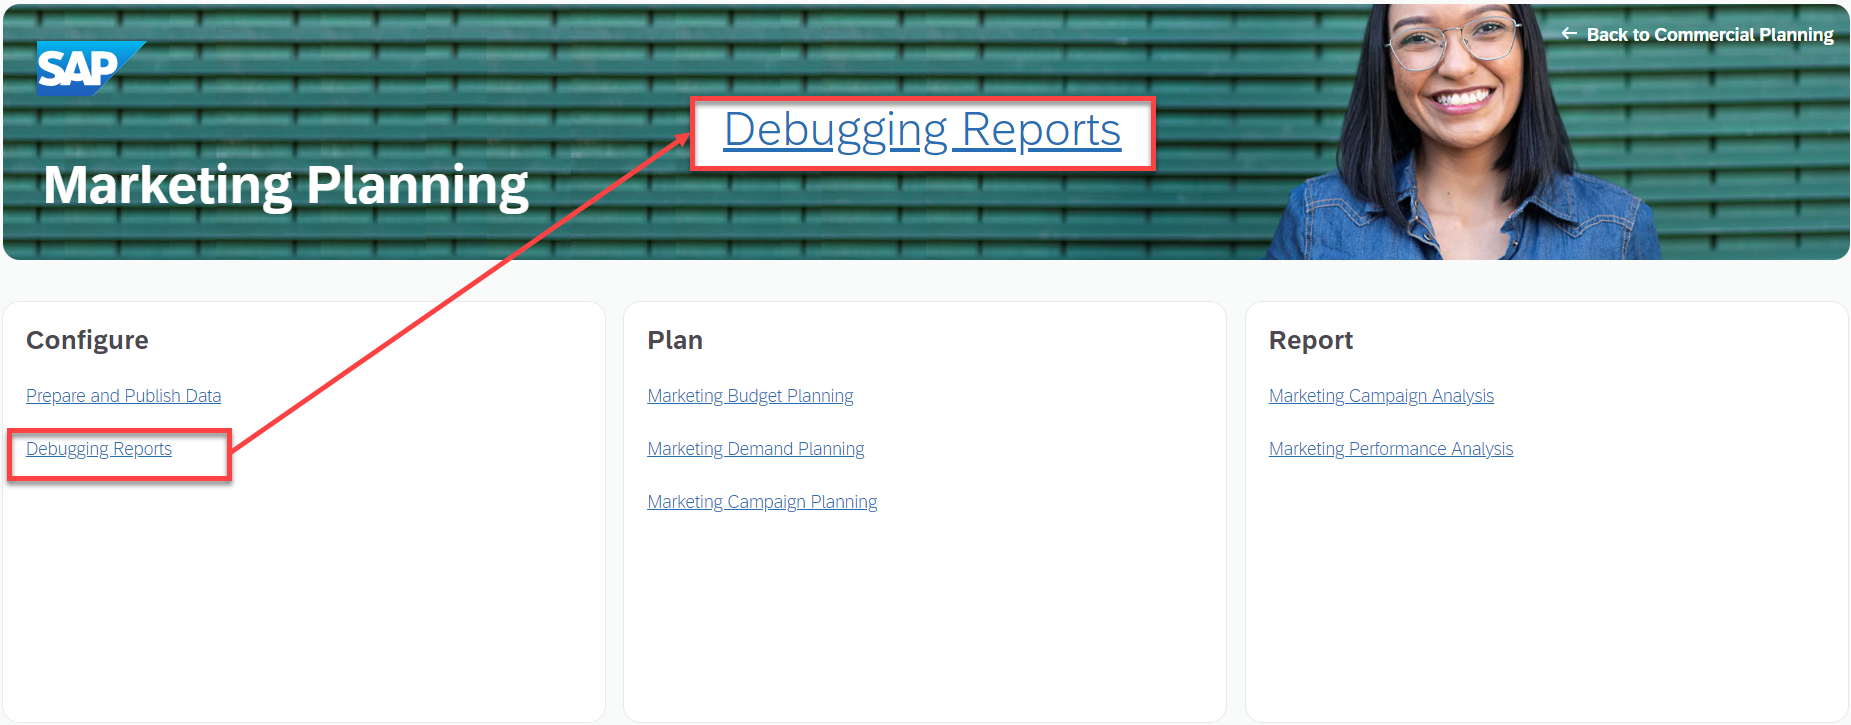 SAP
Back to Commercial Planning
Debugging Reports
Marketing Planning
Configure
Prepare and Publish Data
Debugging Reports
Plan
Marketing Budget Planning
Marketing Demand Planning
Marketing Campaign Planning
Report
Marketing Campaign Analysis
Marketing Performance Analysis